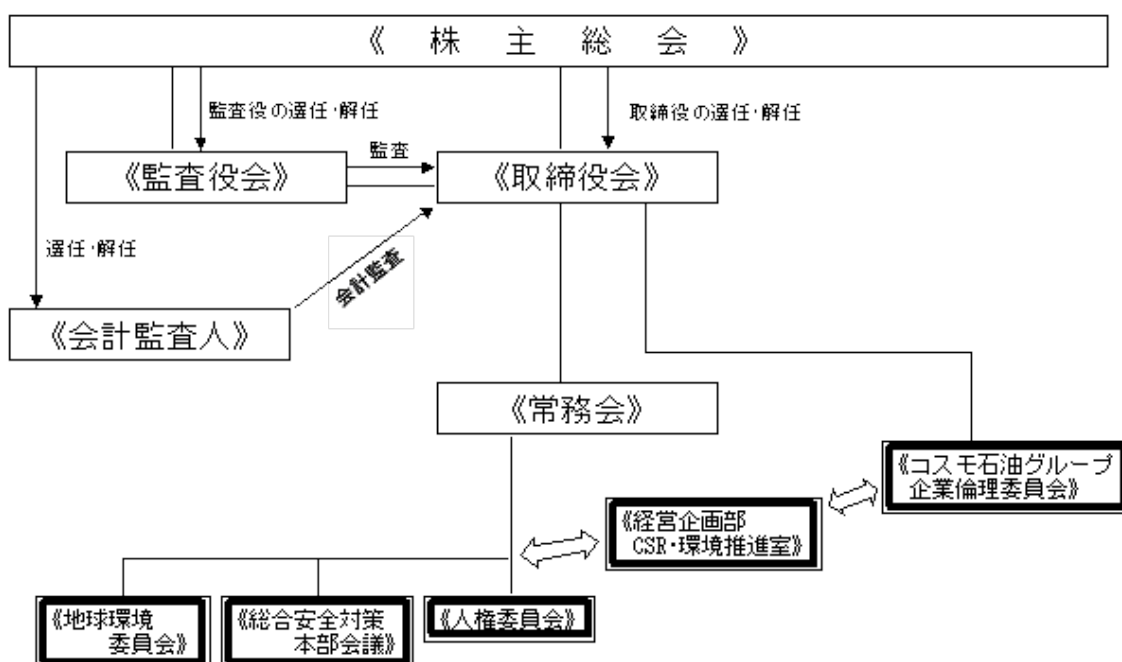 《 株 主 総 会 》
監査役の選任・解任
取締役の選任・解任
《監査役会》
監査
《取締役会》
選任・解任
会計監査
《会計監査人》
《常務会》
《コスモ石油グループ
企業倫理委員会》
《経営企画部
CSR・環境推進室》
《地球環境
委員会》
《総合安全対策
本部会議》
《人権委員会》